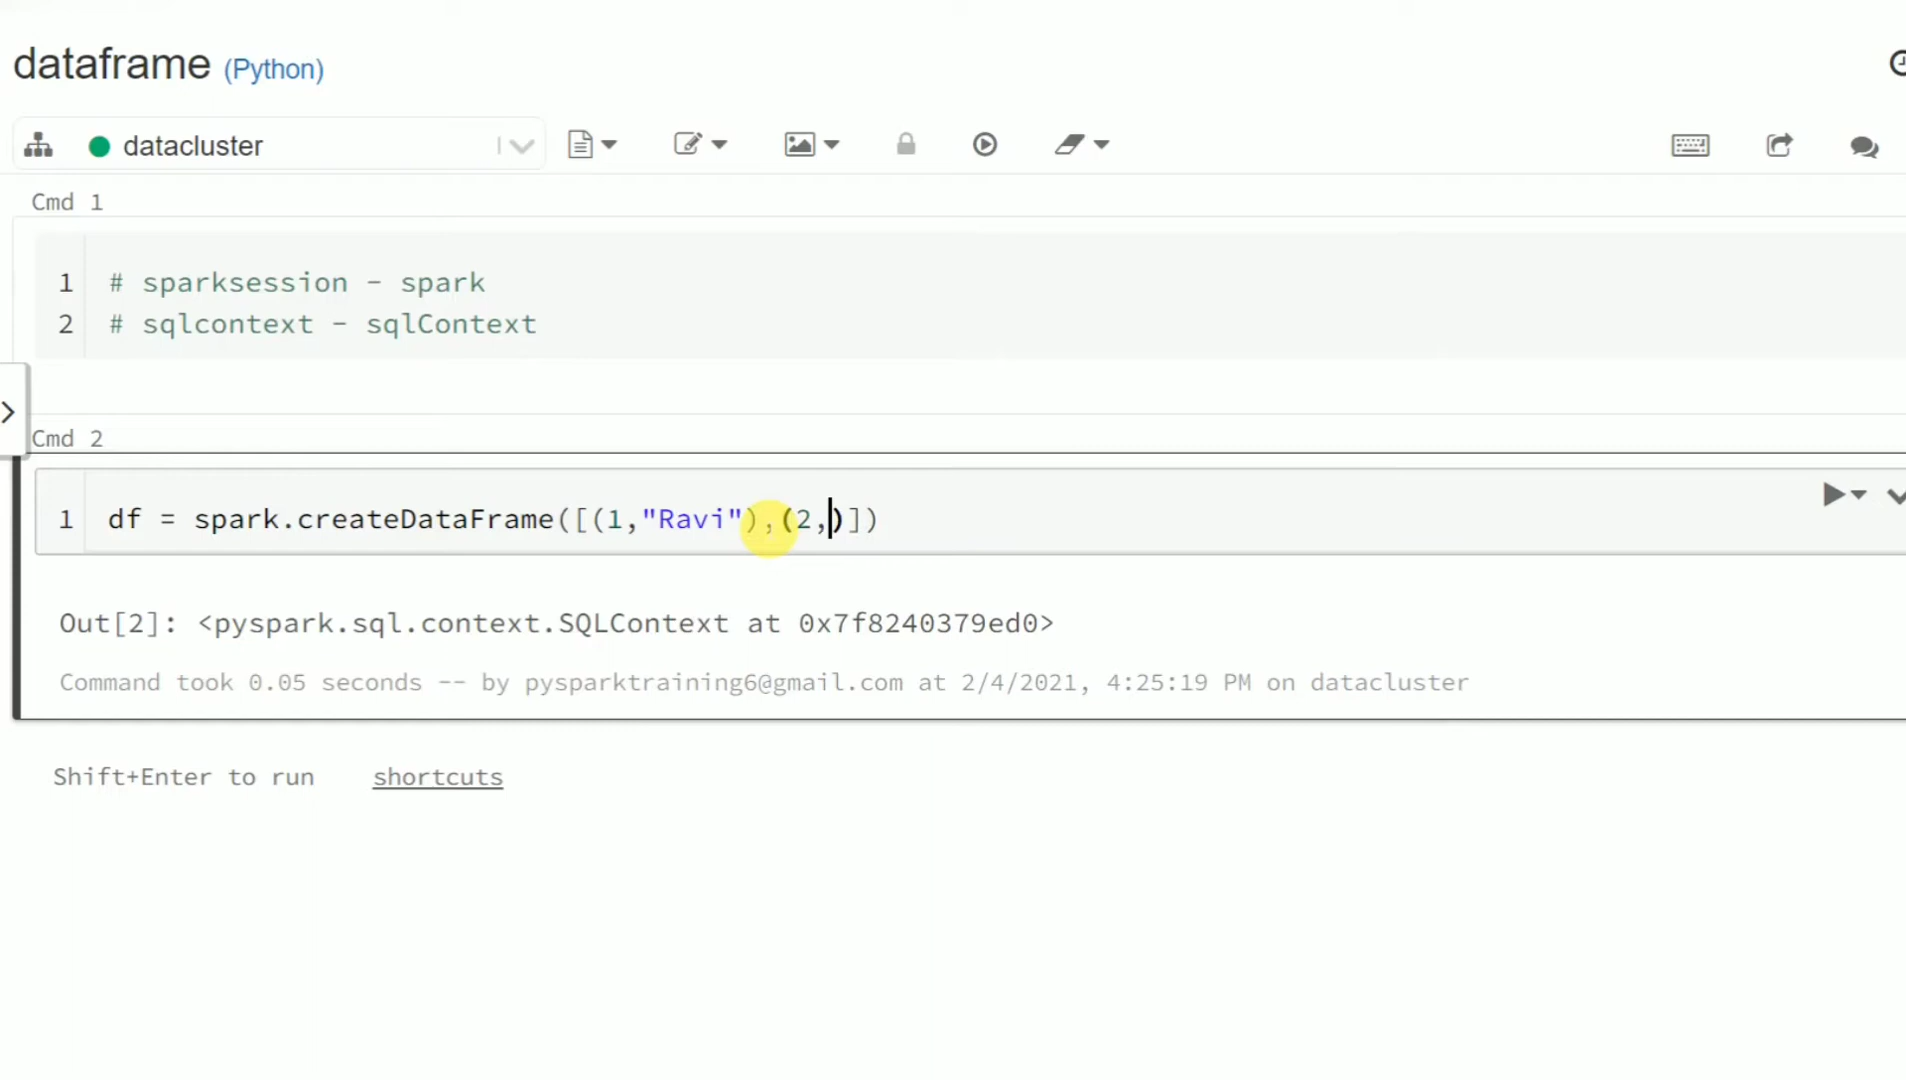 dataframe (Python)
datacluster
Cmd 1
1 # sparksession - spark
2 # sqlcontext - sqlContext
Cmd 2
1 df = spark.createDataFrame([(1,"Ravi"),(2,)])
Out[2]: <pyspark.sql.context.SQLContext at 0x7f8240379ed0>
Command took 0.05 seconds -- by pysparktraining6@gmail.com at 2/4/2021, 4:25:19 PM on datacluster
Shift+Enter to run shortcuts